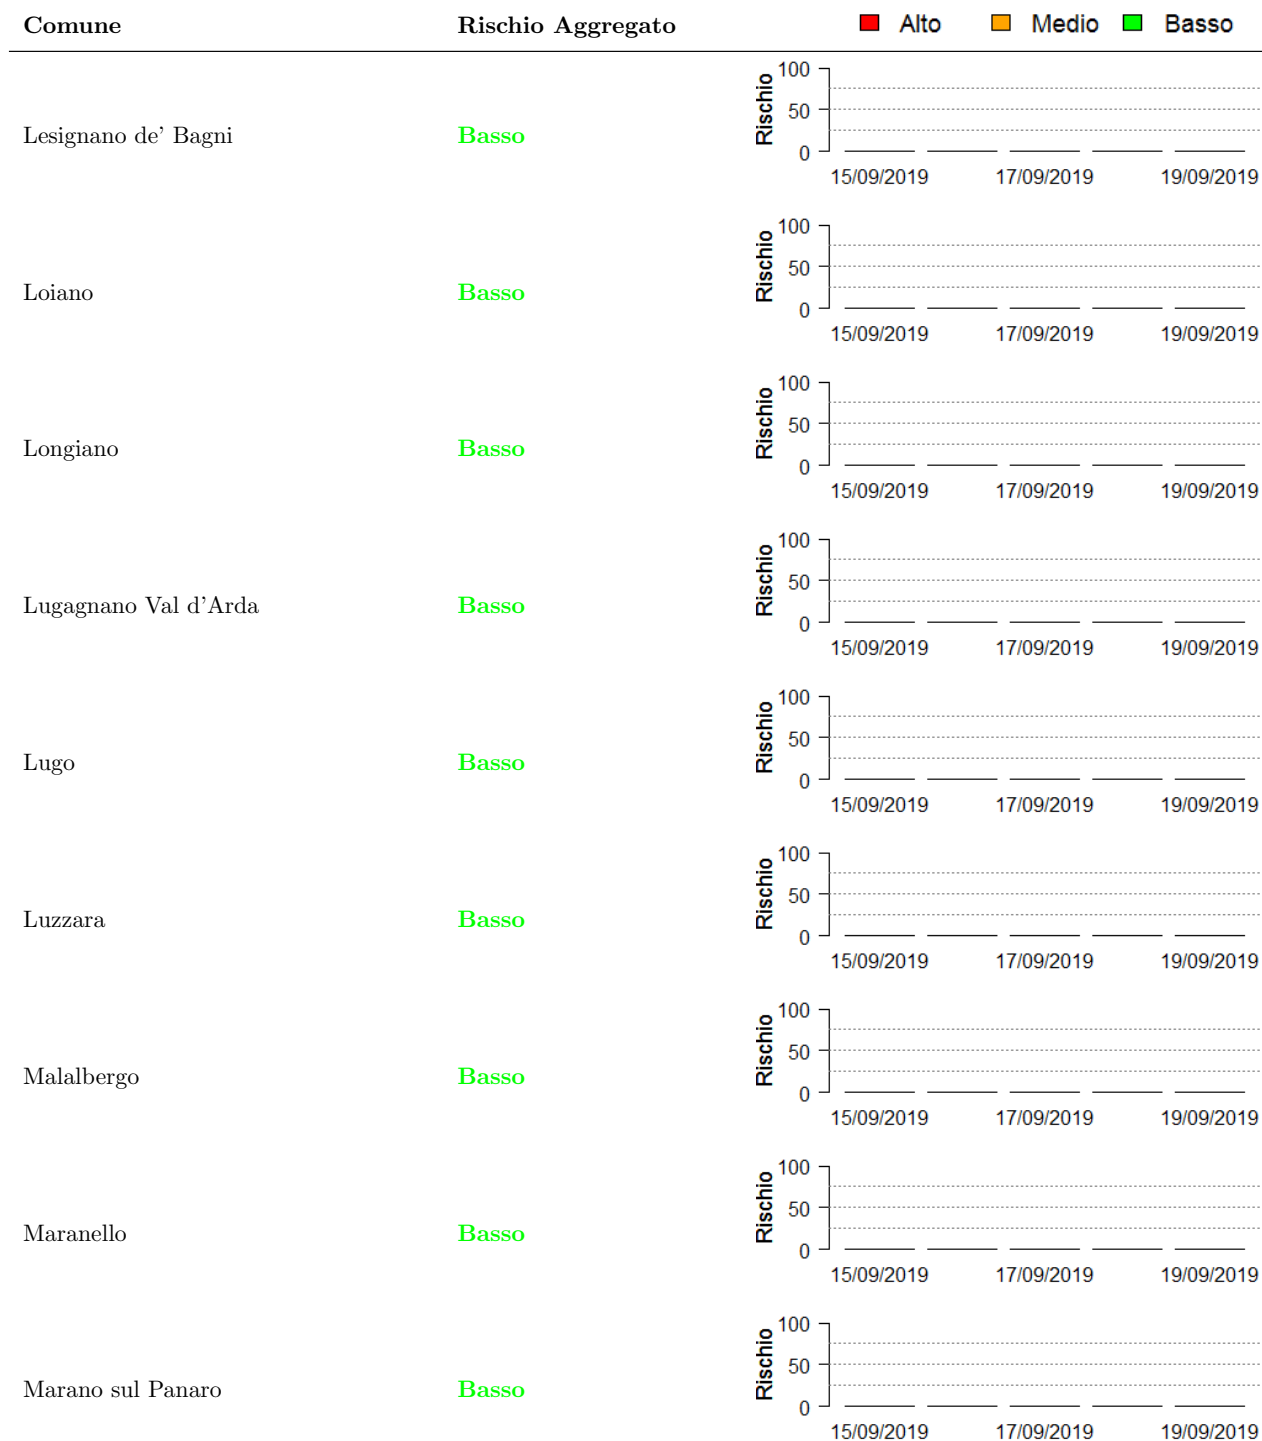 Comune Rischio Aggregato Alto Medio Basso
100
50
0
Rischio
Lesignano de' Bagni Basso
15/09/2019 17/09/2019 19/09/2019
100
50
0
Rischio
Loiano Basso
15/09/2019 17/09/2019 19/09/2019
100
50
0
Rischio
Longiano Basso
15/09/2019 17/09/2019 19/09/2019
100
50
0
Rischio
Lugagnano Val d'Arda Basso
15/09/2019 17/09/2019 19/09/2019
100
50
0
Rischio
Lugo Basso
15/09/2019 17/09/2019 19/09/2019
100
50
0
Rischio
Luzzara Basso
15/09/2019 17/09/2019 19/09/2019
100
50
0
Rischio
Malalbergo Basso
15/09/2019 17/09/2019 19/09/2019
100
50
0
Rischio
Maranello Basso
15/09/2019 17/09/2019 19/09/2019
100
50
0
Rischio
Marano sul Panaro Basso
15/09/2019 17/09/2019 19/09/2019